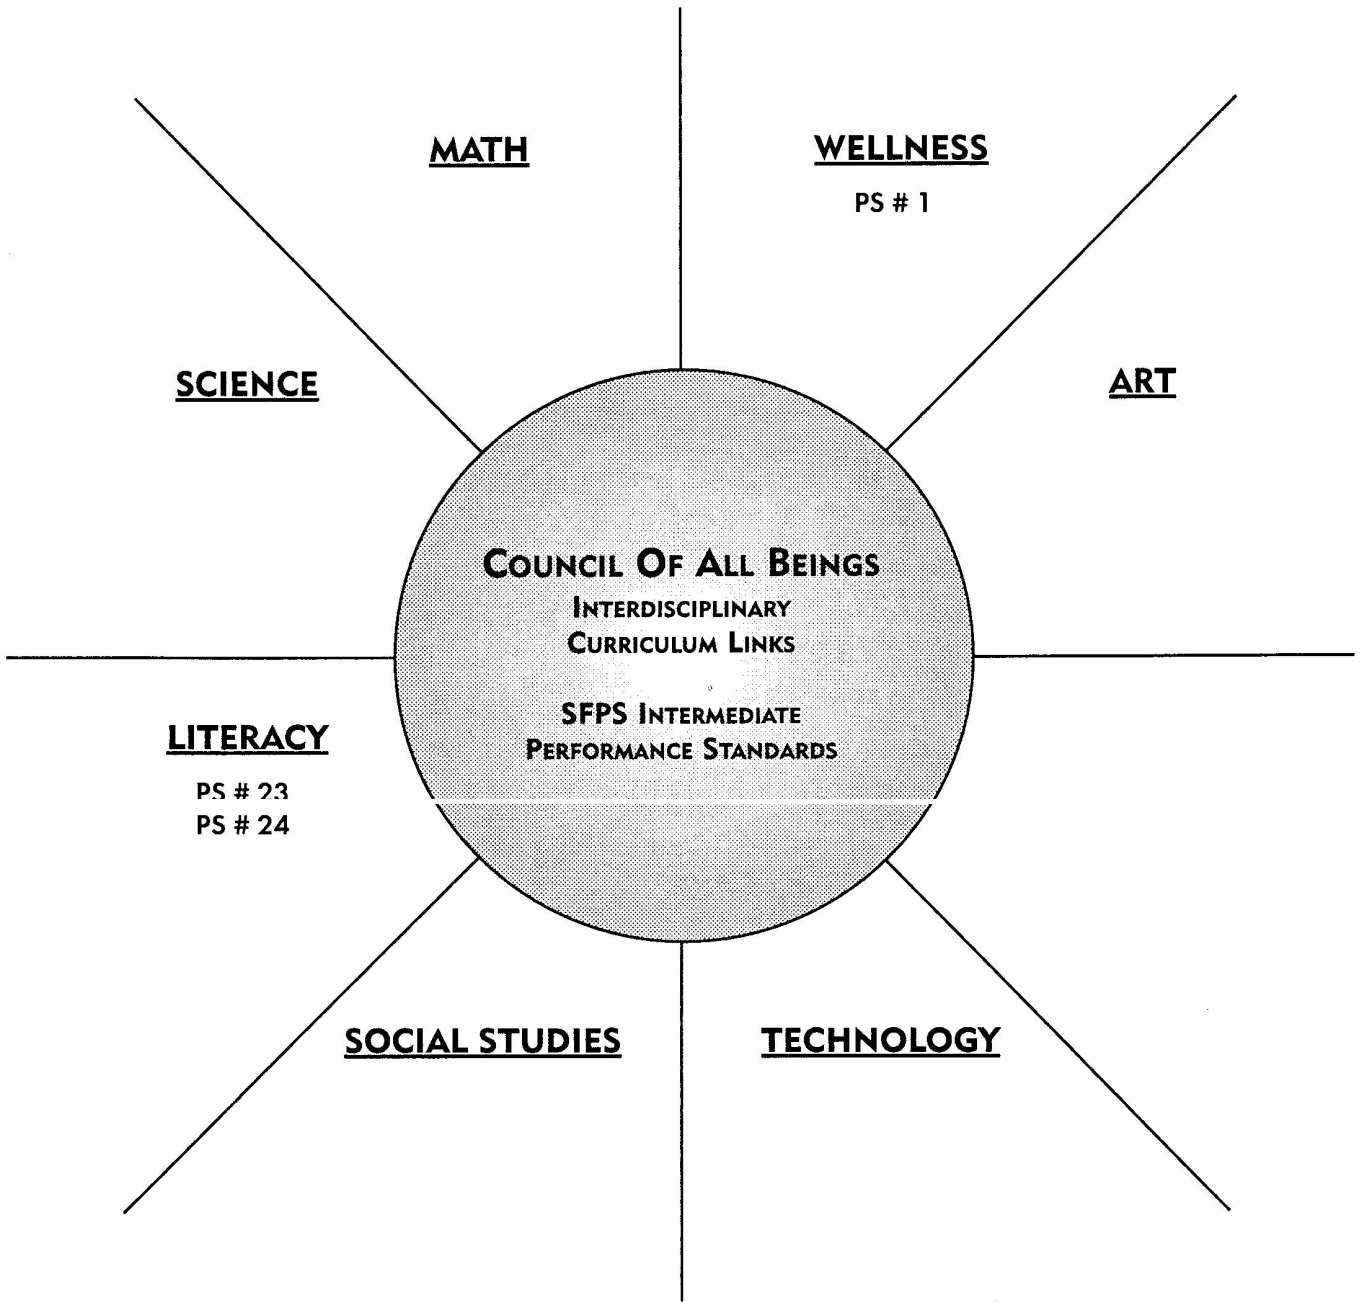 MATH
WELLNESS
PS # 1
SCIENCE
ART
COUNCIL OF ALL BEINGS
INTERDISCIPLINARY
CURRICULUM LINKS
SFPS INTERMEDIATE
PERFORMANCE STANDARDS
LITERACY
PS # 23
PS # 24
SOCIAL STUDIES
TECHNOLOGY